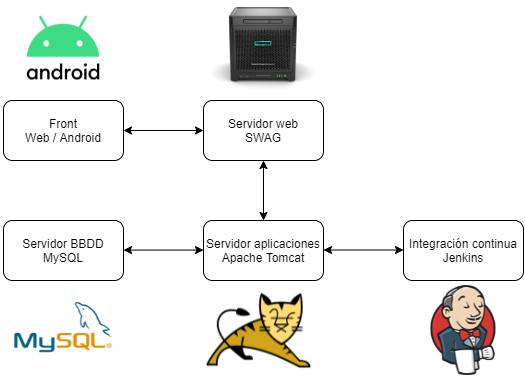 android
Front
Web / Android
Servidor web
SWAG
Servidor BBDD
MySQL
Servidor aplicaciones
Apache Tomcat
Integración continua
Jenkins
MySQL®